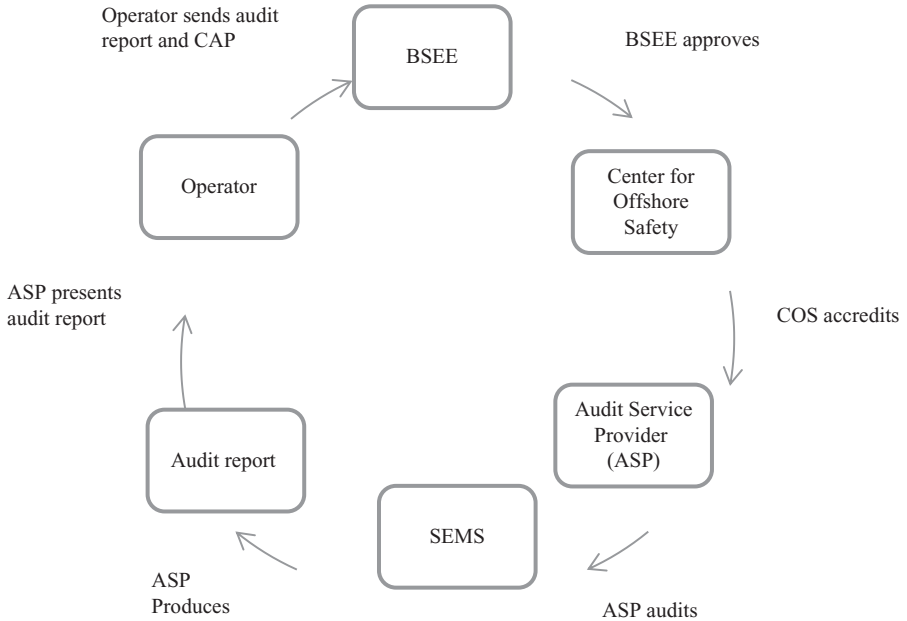 Operator sends audit
report and CAP
BSEE
BSEE approves
Center for
Offshore
Safety
COS accredits
Audit Service
Provider
(ASP)
ASP audits
SEMS
ASP
Produces
Audit report
ASP presents
audit report
Operator